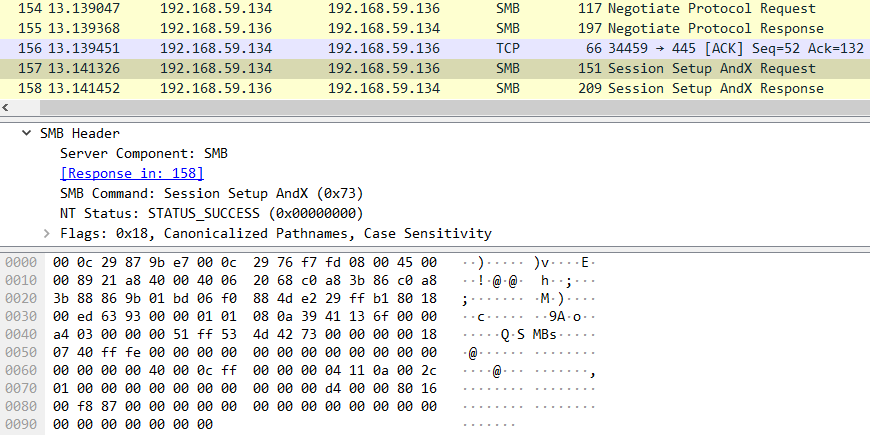 154 13.139047 192.168.59.134 192.168.59.136 SMB 117 Negotiate Protocol Request
155 13.139368 192.168.59.136 192.168.59.134 SMB 197 Negotiate Protocol Response
156 13.139451 192.168.59.134 192.168.59.136 TCP 66 34459 → 445 [ACK] Seq=52 Ack=132
157 13.141326 192.168.59.134 192.168.59.136 SMB 151 Session Setup AndX Request
158 13.141452 192.168.59.136 192.168.59.134 SMB 209 Session Setup AndX Response
SMB Header
Server Component: SMB
[Response in: 158]
SMB Command: Session Setup AndX (0x73)
NT Status: STATUS_SUCCESS (0x00000000)
Flags: 0x18, Canonicalized Pathnames, Case Sensitivity
0000 00 0c 29 87 9b e7 00 0c 29 76 f7 fd 08 00 45 00 ··)····· )v····E·
0010 00 89 21 a8 40 00 40 06 20 68 c0 a8 3b 86 c0 a8 ··!·@·@· h··;···
0020 3b 88 86 9b 01 bd 06 f0 88 4d e2 29 ff b1 80 18 ;······· ·M·)····
0030 00 ed 63 93 00 00 01 01 08 0a 39 41 13 6f 00 00 ··c····· ··9A·o··
0040 a4 03 00 00 00 51 ff 53 4d 42 73 00 00 00 00 18 ·····Q·S MBs·····
0050 07 40 ff fe 00 00 00 00 00 00 00 00 00 00 00 00 ·@······ ········
0060 00 00 00 00 40 00 0c ff 00 00 00 04 11 0a 00 2c ····@··· ·······,
0070 01 00 00 00 00 00 00 00 00 00 00 d4 00 00 80 16 ········ ········
0080 00 f8 87 00 00 00 00 00 00 00 00 00 00 00 00 00 ········ ········
0090 00 00 00 00 00 00 00 ·······